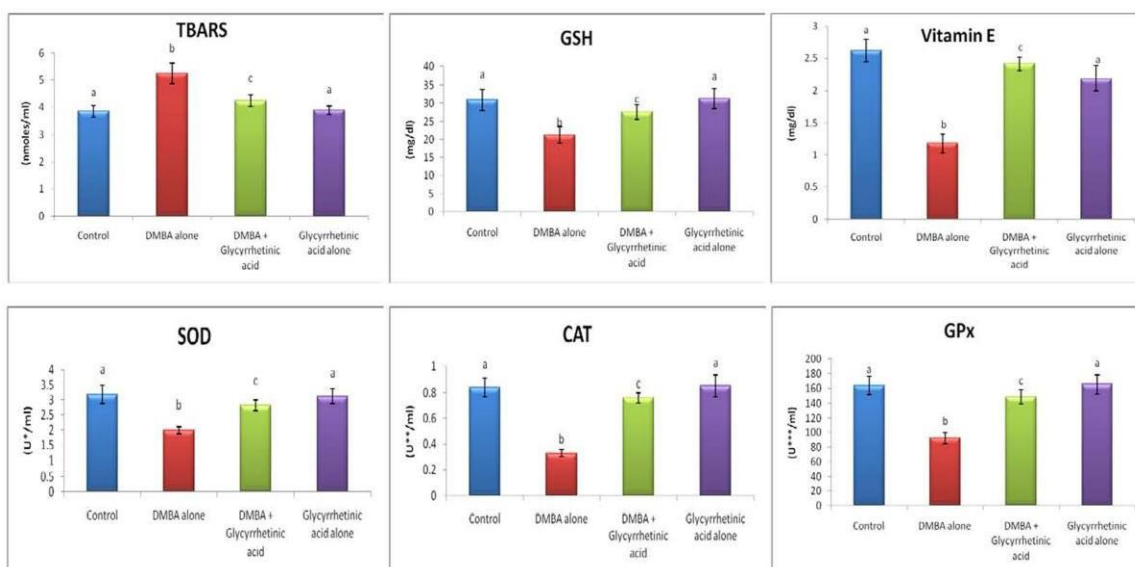 TBARS
6
5
4
3
2
1
0
(nmoles/ml)
a
b
c
a
Control
DMBA alone
DMBA +
Glycyrrhetinic
acid
Glycyrrhetinic
acid alone
GSH
40
35
30
25
20
15
10
5
0
(mg/dl)
a
b
c
a
Control
DMBA alone
DMBA +
Glycyrrhetinic
acid
Glycyrrhetinic
acid alone
Vitamin E
3
2.5
2
1.5
1
0.5
0
(mg/dl)
a
b
c
a
Control
DMBA alone
DMBA +
Glycyrrhetinic
acid
Glycyrrhetinic
acid alone
SOD
4
3.5
3
2.5
2
1.5
1
0.5
0
(U*/ml)
a
b
c
a
Control
DMBA alone
DMBA +
Glycyrrhetinic
acid
Glycyrrhetinic
acid alone
CAT
1
0.8
0.6
0.4
0.2
0
(U**/ml)
a
b
c
a
Control
DMBA alone
DMBA +
Glycyrrhetinic
acid
Glycyrrhetinic
acid alone
GPx
200
180
160
140
120
100
80
60
40
20
0
(U***/ml)
a
b
c
a
Control
DMBA alone
DMBA +
Glycyrrhetinic
acid
Glycyrrhetinic
acid alone